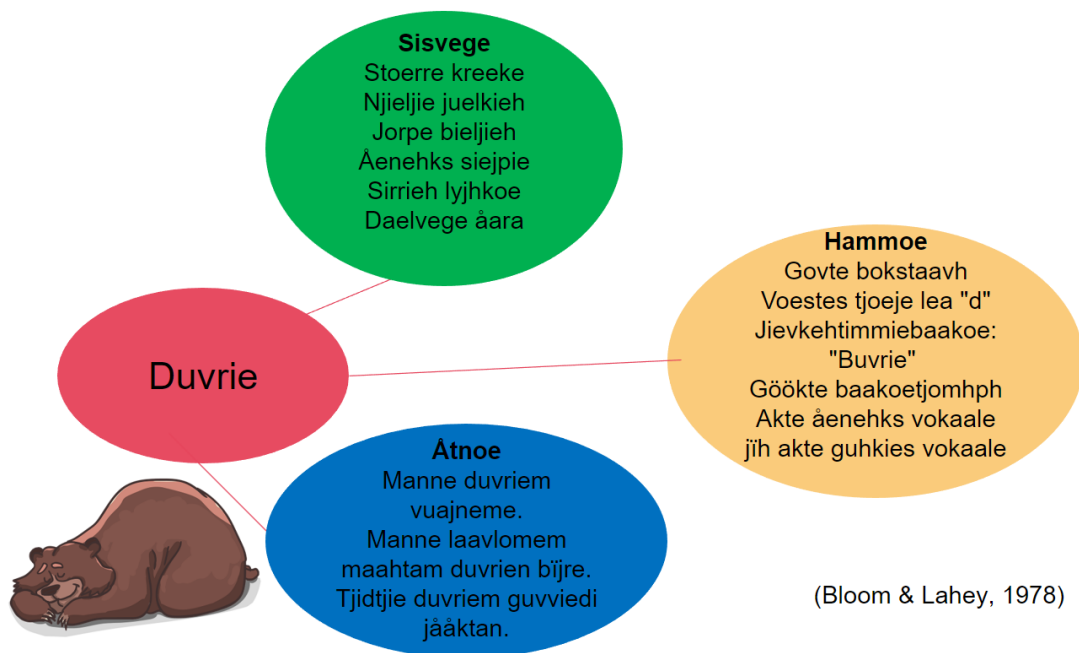 Sisvege
Stoerre kreeke
Njieljie juelkieh
Jorpe bieljieh
Åenehks siejpie
Sirrieh lyjhkoe
Daelvege åara
Duvrie
Hammoe
Govte bokstaavh
Voestes tjoeje lea "d"
Jievkehtimmiebaakoe:
"Buvrie"
Göökte baakoetjomhph
Akte åenehks vokaale
jïh akte guhkies vokaale
Åtnoe
Manne duvriem
vuajneme.
Manne laavlomem
maahtam duvrien bïjre.
Tjidtjie duvriem guvviedi
jååktan.
(Bloom & Lahey, 1978)